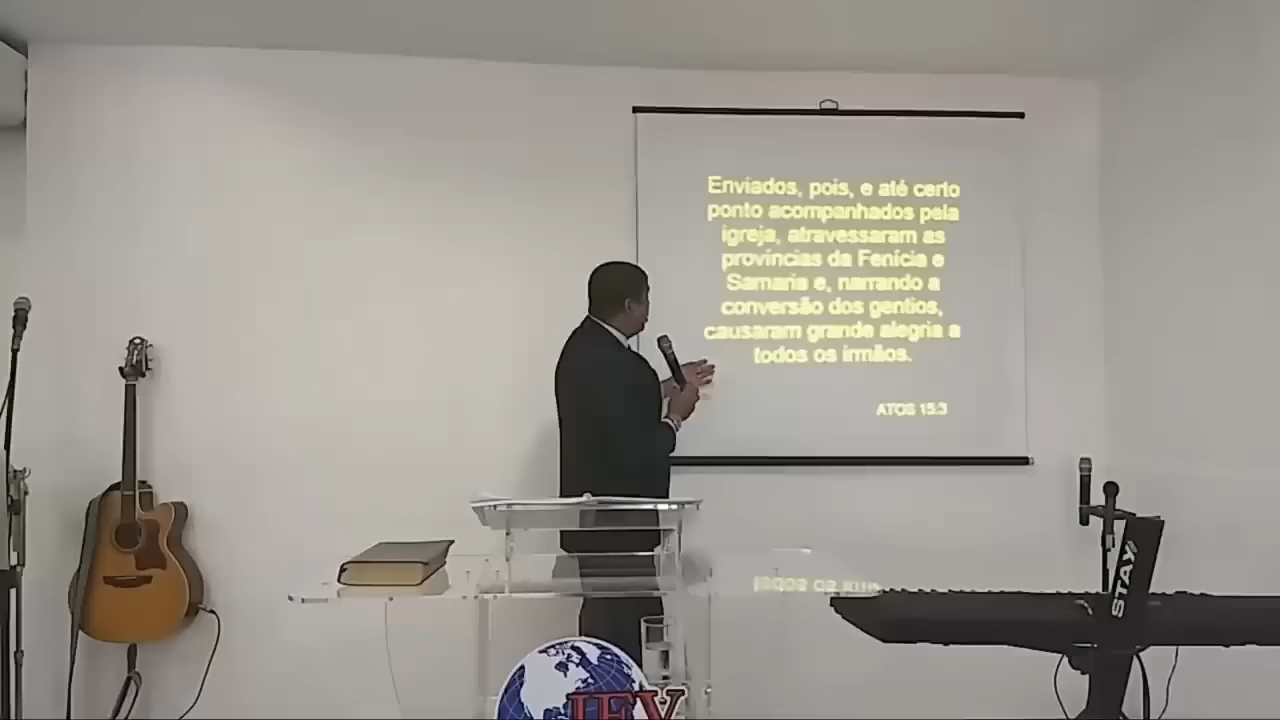 Enviados, pois, e até certo
ponto acompanhados pela
igreja, atravessaram as
províncias da Fenícia e
Samaria e, narrando a
conversão dos gentios,
causaram grande alegria a
todos os irmãos.
ATOS 15:3
STAY
IEV